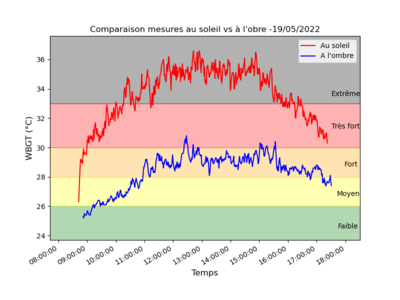 Comparaison mesures au soleil vs à l'obre -19/05/2022
Au soleil
A l'ombre
36
34
32
30
28
26
24
WBGT (°C)
Extrême
Très fort
Fort
Moyen
Faible
08:00:00
09:00:00
10:00:00
11:00:00
12:00:00
13:00:00
14:00:00
15:00:00
16:00:00
17:00:00
18:00:00
Temps